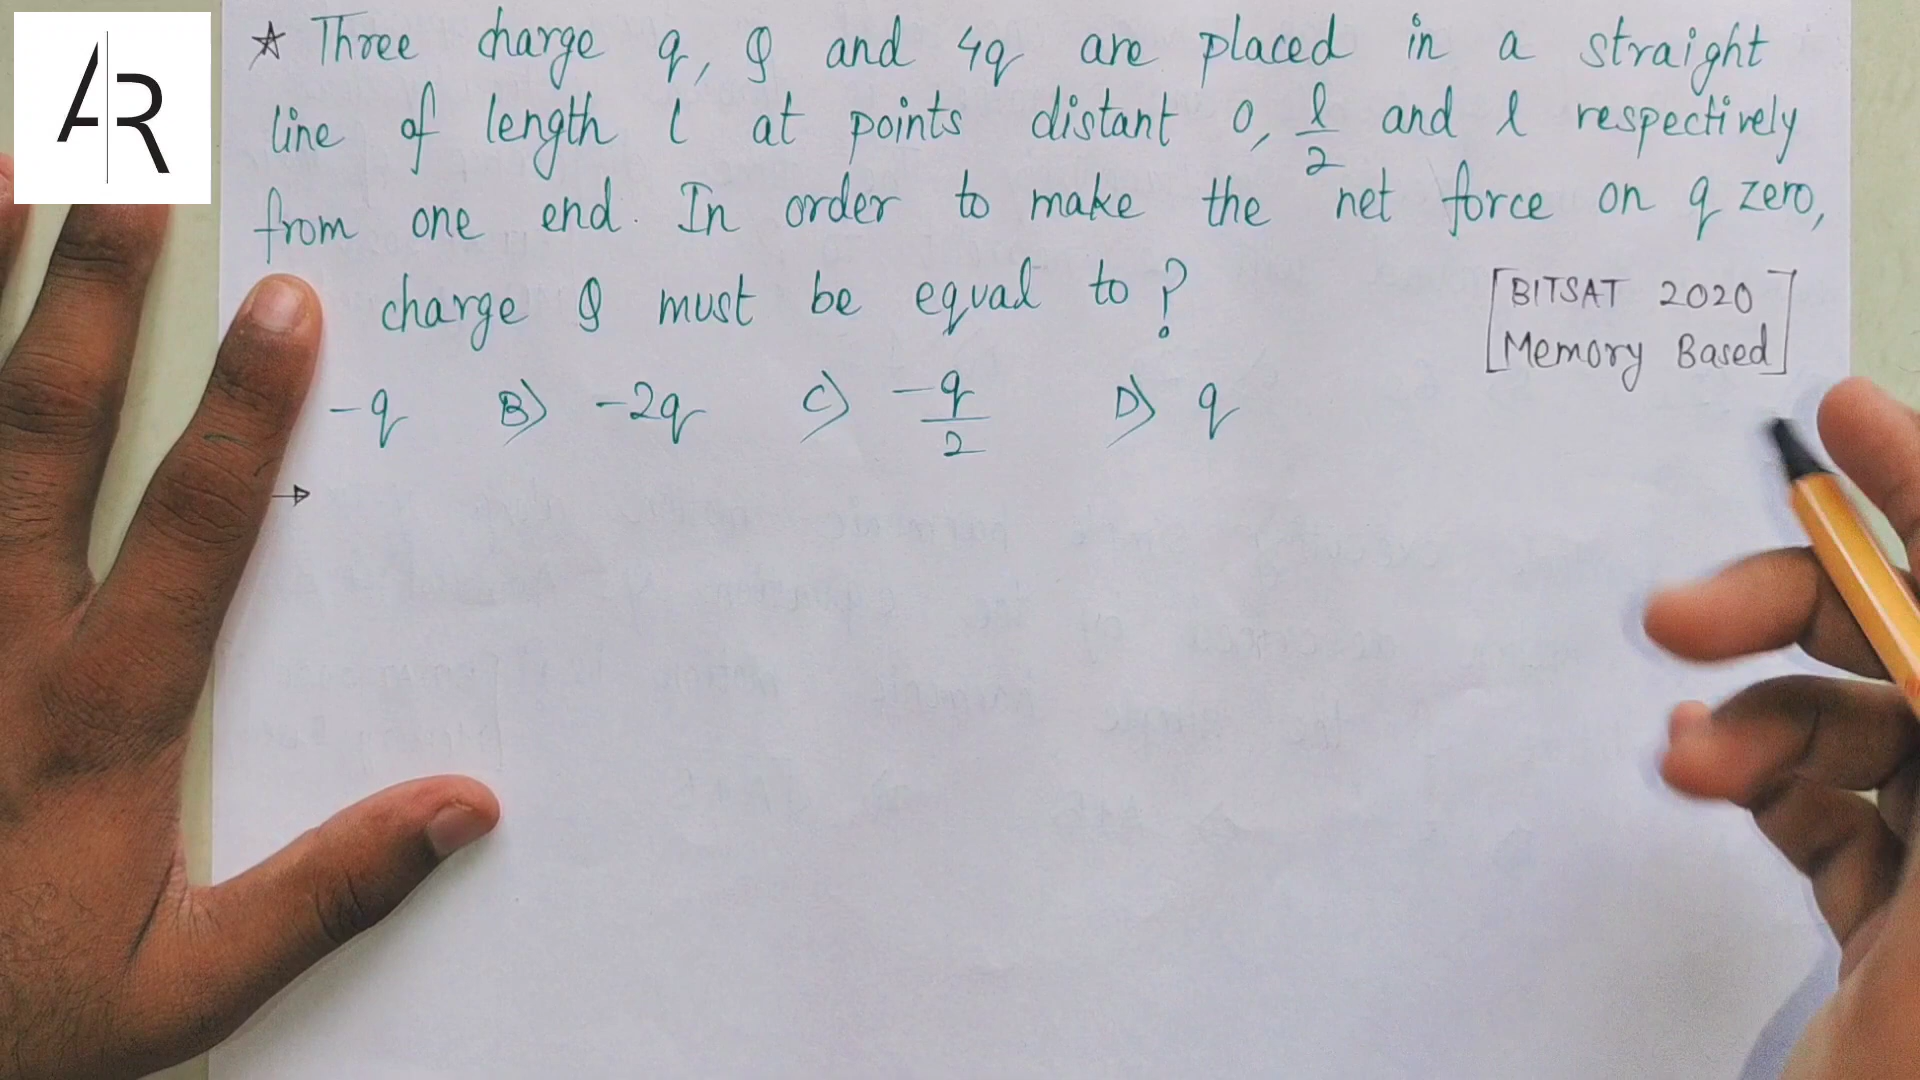 AR
☆ Three charge q, Q and 4q are placed in a straight
line of length l at points distant 0, l/2 and l respectively
from one end. In order to make the net force on q zero,
charge Q must be equal to?
[BITSAT 2020
Memory Based]
-q B) -2q C) -q/2 D) q
→